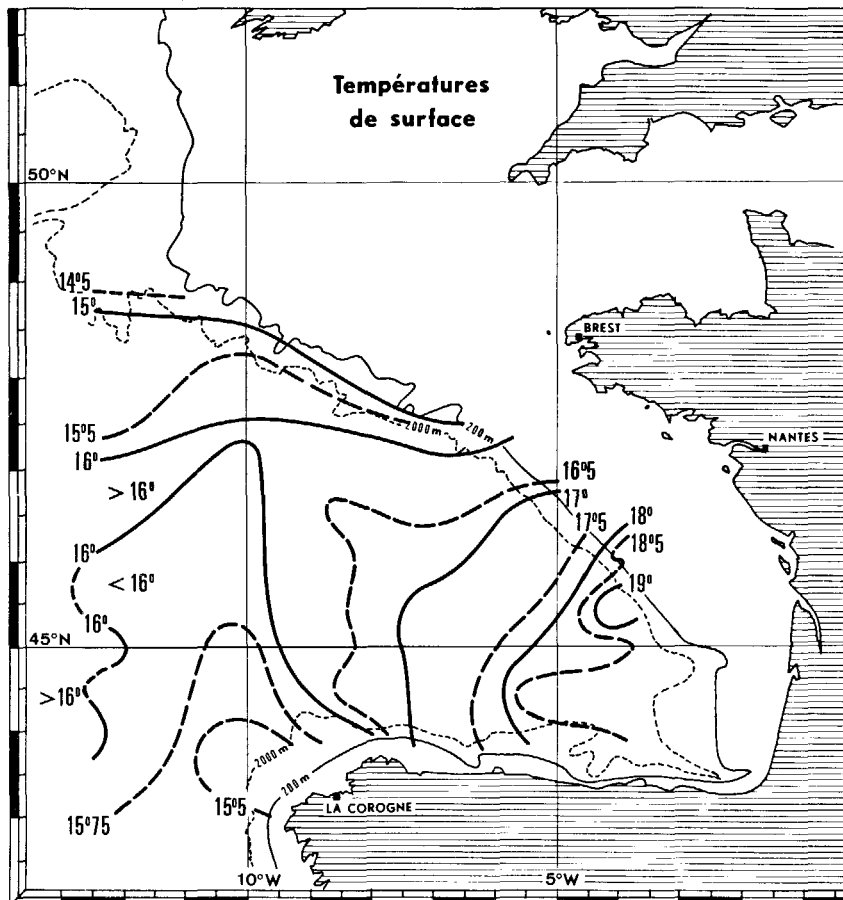 Températures
de surface
50°N
14°5
15°
BREST
200 m
2000 m
NANTES
15°5
16°
16°5
17°
> 16°
17°5
18°
18°5
16°
< 16°
19°
16°
45°N
> 16°
2000 m
200 m
15°5
LA COROGNE
15°75
10°W
5°W